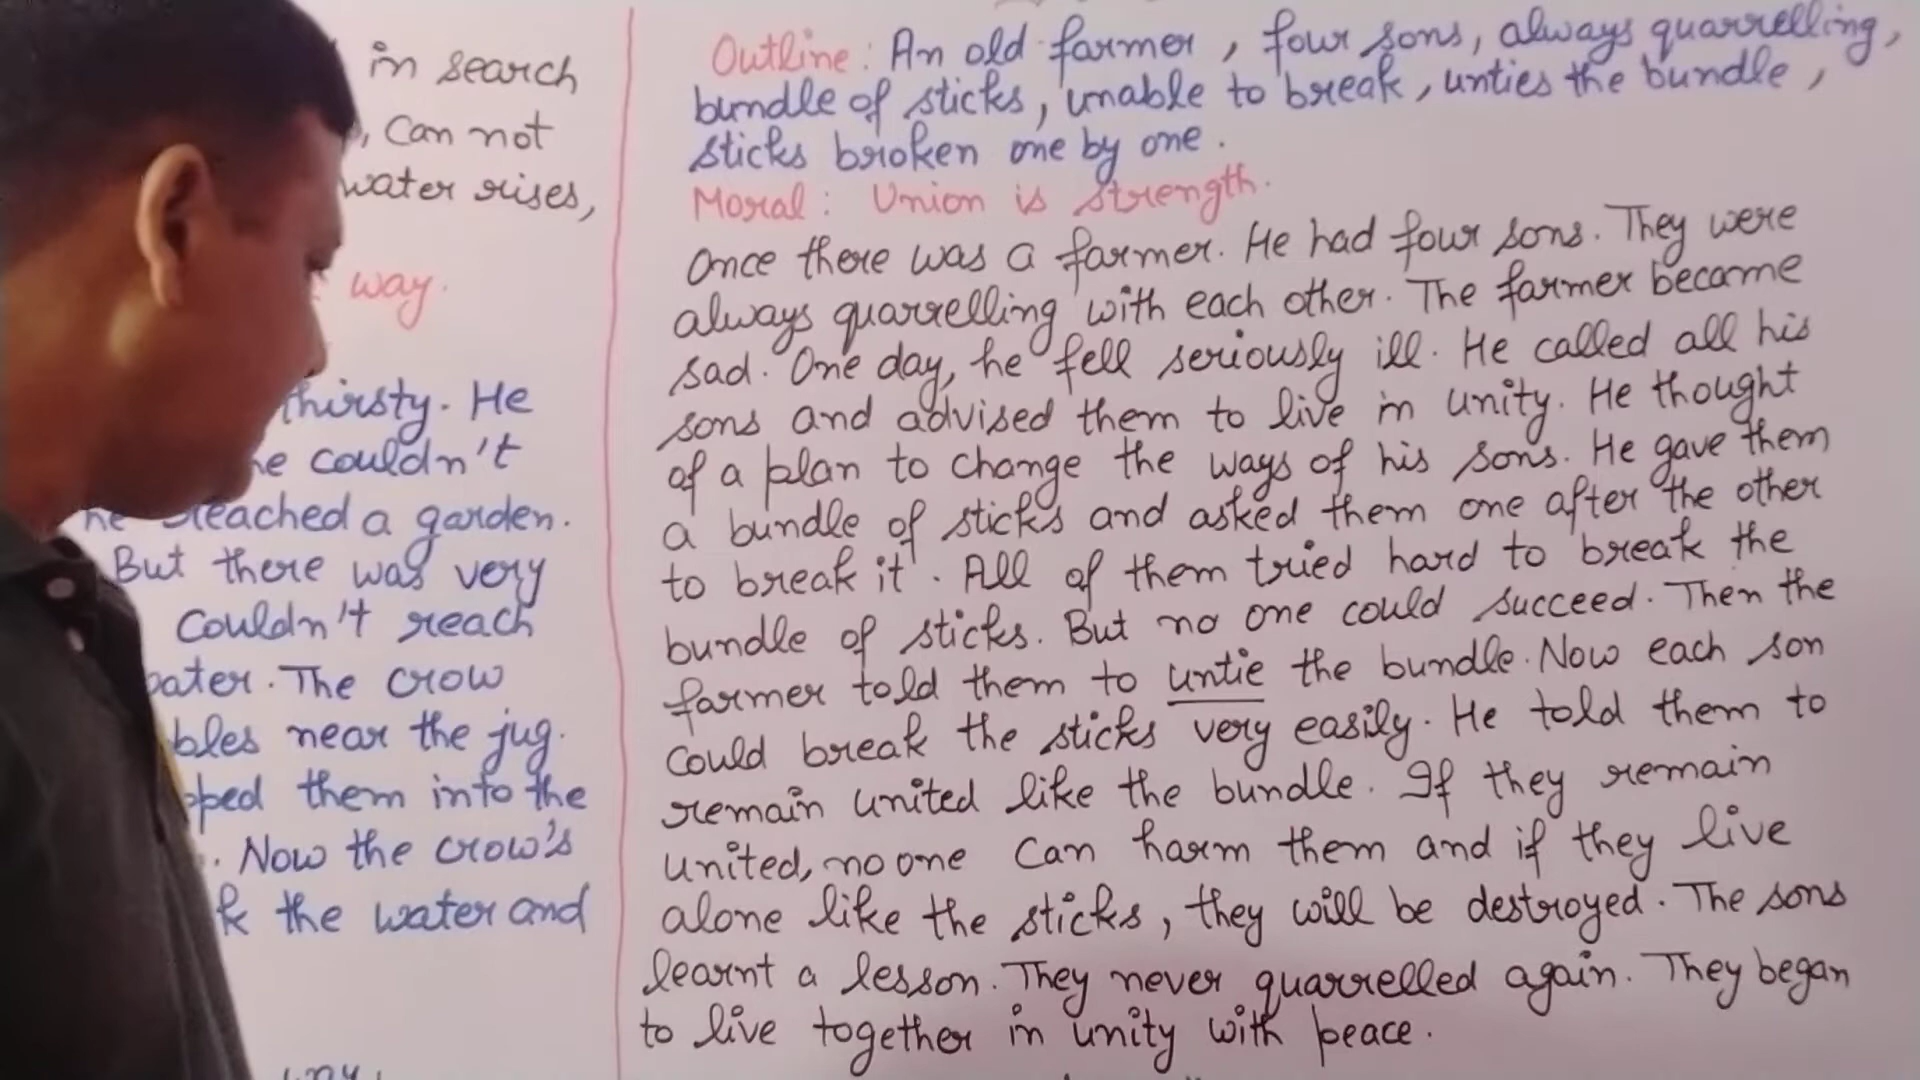 in search
, Can not
water rises,
way.
thirsty. He
he couldn't
he reached a garden.
But there was very
Couldn't reach
water. The crow
bles near the jug.
pped them into the
. Now the crow's
k the water and
Outline: An old farmer, four sons, always quarrelling,
bundle of sticks, unable to break, unties the bundle,
sticks broken one by one.
Moral: Union is strength.
Once there was a farmer. He had four sons. They were
always quarrelling with each other. The farmer became
sad. One day, he fell seriously ill. He called all his
sons and advised them to live in unity. He thought
of a plan to change the ways of his sons. He gave them
a bundle of sticks and asked them one after the other
to break it. All of them tried hard to break the
bundle of sticks. But no one could succeed. Then the
farmer told them to untie the bundle. Now each son
could break the sticks very easily. He told them to
remain united like the bundle. If they remain
united, no one can harm them and if they live
alone like the sticks, they will be destroyed. The sons
learnt a lesson. They never quarrelled again. They began
to live together in unity with peace.